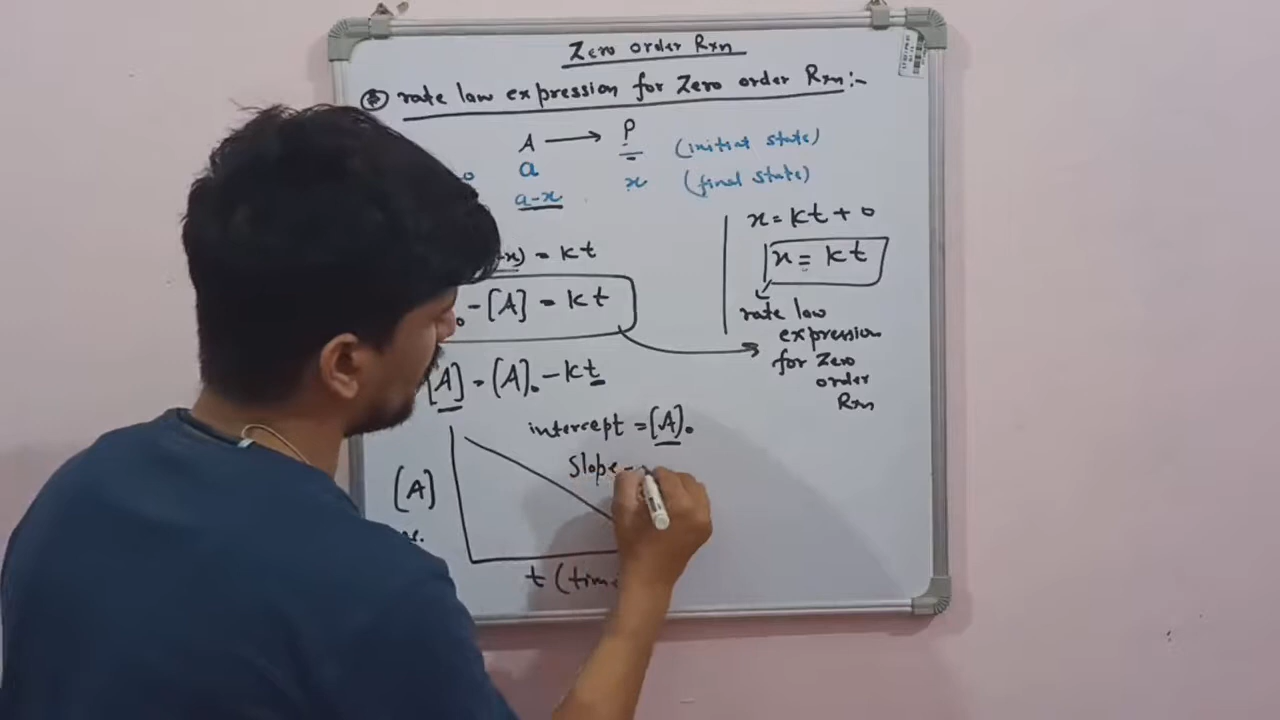 Zero order Rxn
rate law expression for Zero order Rxn:-
A → P (initial state)
a
a-x x (final state)
x) = kt
- [A] = kt
[A] = [A]₀ - kt
x = kt + 0
x = kt
rate law
expression
for Zero
order
Rxn
intercept = [A]₀
Slope =
[A]
t (tim